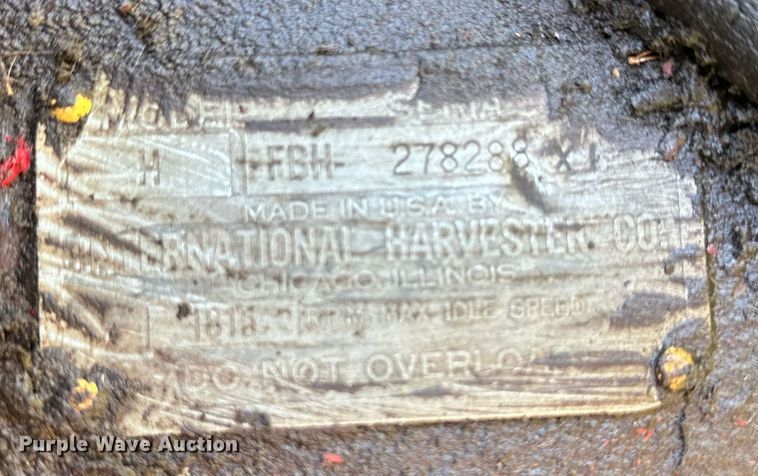 MODEL SERIAL
H FBH- 278288 X1
MADE IN U.S.A. BY
INTERNATIONAL HARVESTER CO.
CHICAGO, ILLINOIS
R.P.M. MAX. IDLE SPEED
DO NOT OVERLOAD
Purple Wave Auction